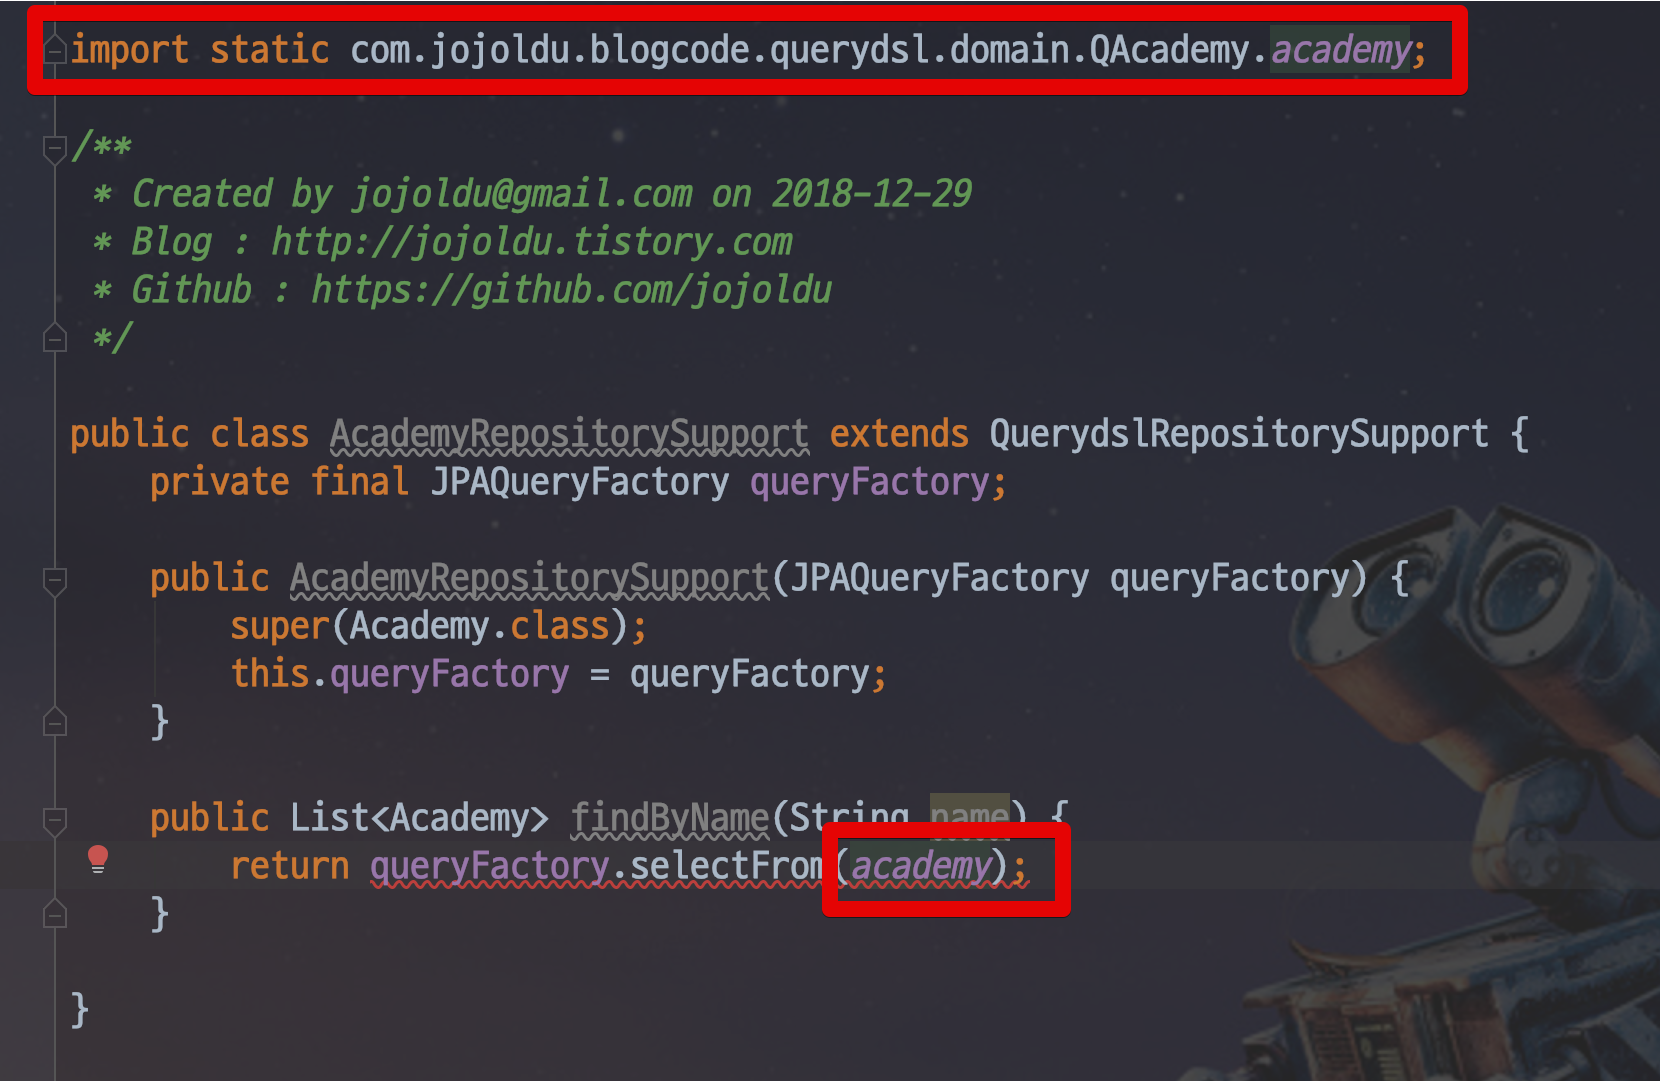 import static com.jojoldu.blogcode.querydsl.domain.QAcademy.academy;
/**
* Created by jojoldu@gmail.com on 2018-12-29
* Blog : http://jojoldu.tistory.com
* Github : https://github.com/jojoldu
*/
public class AcademyRepositorySupport extends QuerydslRepositorySupport {
private final JPAQueryFactory queryFactory;
public AcademyRepositorySupport(JPAQueryFactory queryFactory) {
super(Academy.class);
this.queryFactory = queryFactory;
}
public List<Academy> findByName(String name) {
return queryFactory.selectFrom(academy);
}
}